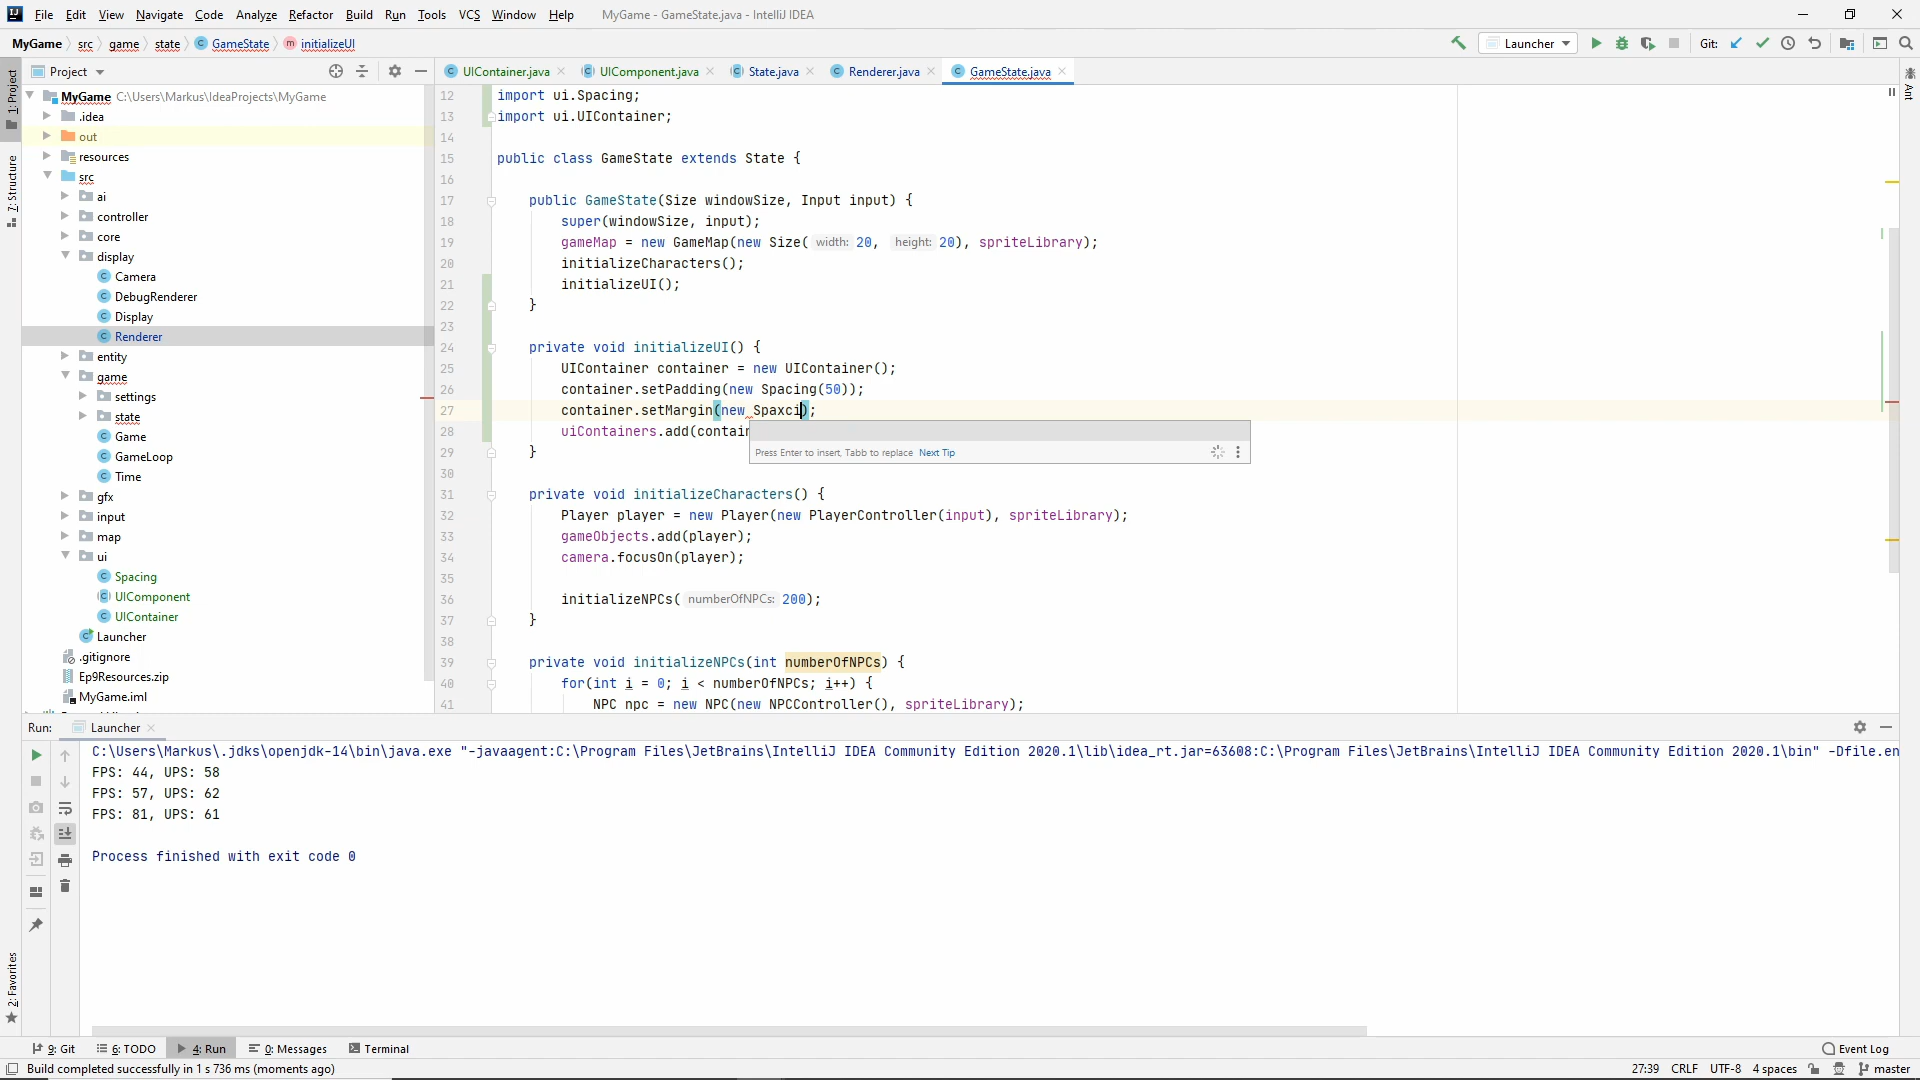 File Edit View Navigate Code Analyze Refactor Build Run Tools VCS Window Help MyGame - GameState.java - IntelliJ IDEA
MyGame src game state GameState initializeUI Launcher Git:
Project UIContainer.java UIComponent.java State.java Renderer.java GameState.java
1: Project
7: Structure
2: Favorites
Ant
MyGame C:\Users\Markus\IdeaProjects\MyGame
.idea
out
resources
src
ai
controller
core
display
Camera
DebugRenderer
Display
Renderer
entity
game
settings
state
Game
GameLoop
Time
gfx
input
map
ui
Spacing
UIComponent
UIContainer
Launcher
.gitignore
Ep9Resources.zip
MyGame.iml
12 import ui.Spacing;
13 import ui.UIContainer;
14
15 public class GameState extends State {
16
17 public GameState(Size windowSize, Input input) {
18 super(windowSize, input);
19 gameMap = new GameMap(new Size( width: 20, height: 20), spriteLibrary);
20 initializeCharacters();
21 initializeUI();
22 }
23
24 private void initializeUI() {
25 UIContainer container = new UIContainer();
26 container.setPadding(new Spacing(50));
27 container.setMargin(new Spaxci);
28 uiContainers.add(contain
Press Enter to insert, Tabb to replace Next Tip
29 }
30
31 private void initializeCharacters() {
32 Player player = new Player(new PlayerController(input), spriteLibrary);
33 gameObjects.add(player);
34 camera.focusOn(player);
35
36 initializeNPCs( numberOfNPCs: 200);
37 }
38
39 private void initializeNPCs(int numberOfNPCs) {
40 for(int i = 0; i < numberOfNPCs; i++) {
41 NPC npc = new NPC(new NPCController(), spriteLibrary);
Run: Launcher
C:\Users\Markus\.jdks\openjdk-14\bin\java.exe "-javaagent:C:\Program Files\JetBrains\IntelliJ IDEA Community Edition 2020.1\lib\idea_rt.jar=63608:C:\Program Files\JetBrains\IntelliJ IDEA Community Edition 2020.1\bin" -Dfile.en
FPS: 44, UPS: 58
FPS: 57, UPS: 62
FPS: 81, UPS: 61
Process finished with exit code 0
9: Git 6: TODO 4: Run 0: Messages Terminal Event Log
Build completed successfully in 1 s 736 ms (moments ago) 27:39 CRLF UTF-8 4 spaces master